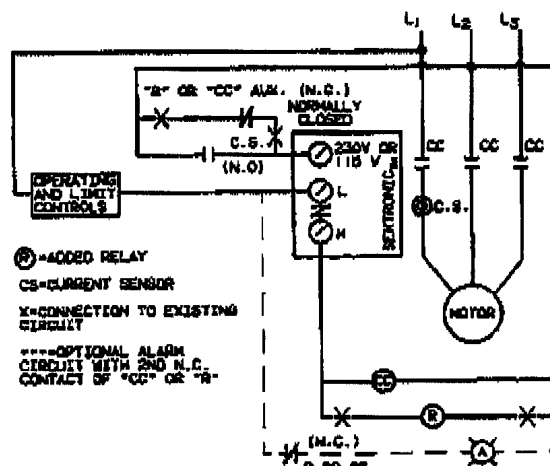 L1 L2 L3
"R" OR "CC" AUX. (N.C.)
NORMALLY
CLOSED
C.S.
(N.O)
230V OR
115 V
SENTRONIC
L
M
OPERATING
AND LIMIT
CONTROLS
CC CC CC
C.S.
MOTOR
R =ADDED RELAY
CS=CURRENT SENSOR
X=CONNECTION TO EXISTING
CIRCUIT
----=OPTIONAL ALARM
CIRCUIT WITH 2ND N.C.
CONTACT OF "CC" OR "R"
CC
R
(N.C.)
A